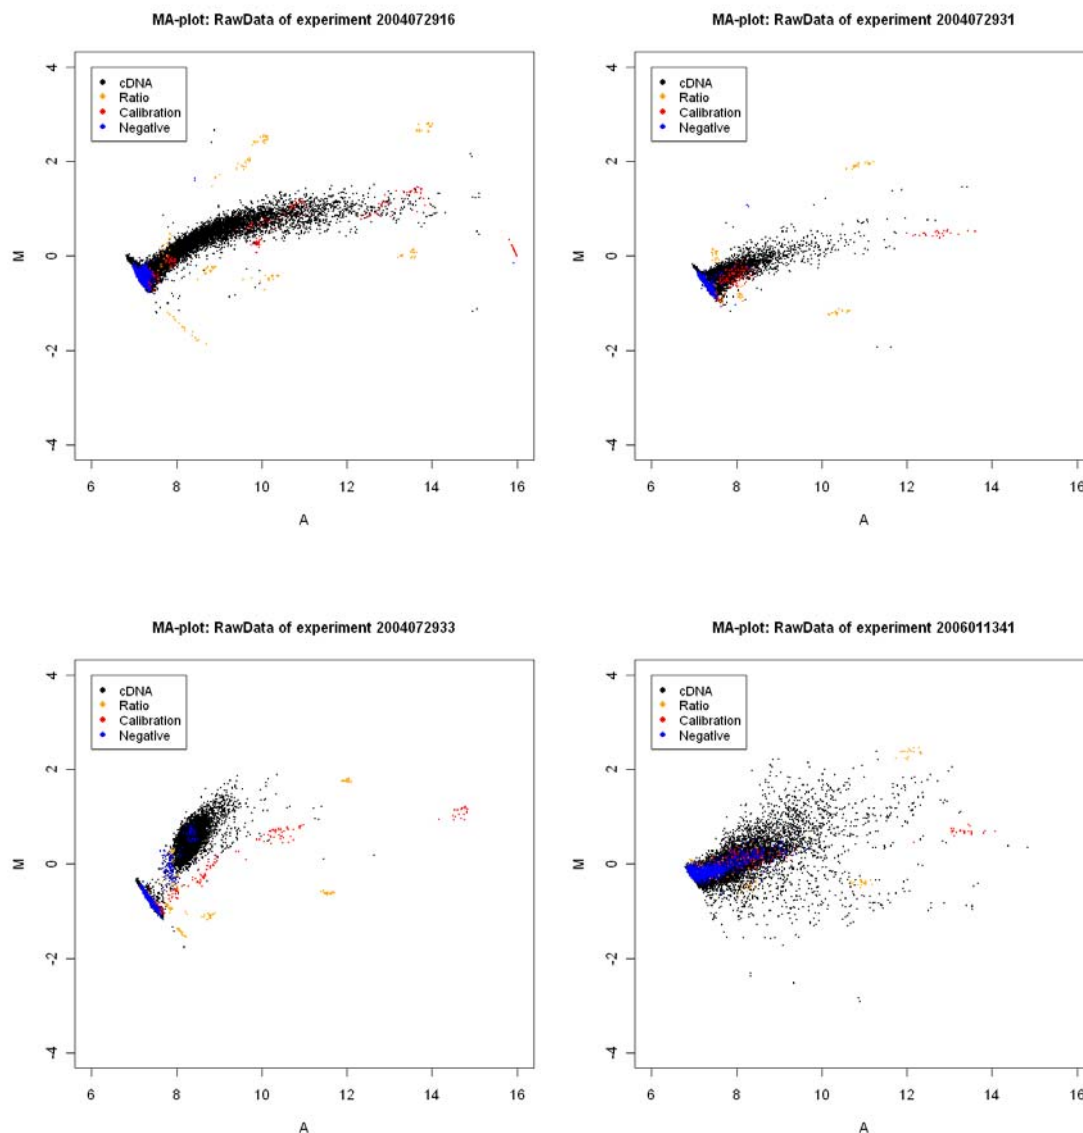 MA-plot: RawData of experiment 2004072916
cDNA
Ratio
Calibration
Negative
M
4
2
0
-2
-4
6 8 10 12 14 16
A
MA-plot: RawData of experiment 2004072931
cDNA
Ratio
Calibration
Negative
M
4
2
0
-2
-4
6 8 10 12 14 16
A
MA-plot: RawData of experiment 2004072933
cDNA
Ratio
Calibration
Negative
M
4
2
0
-2
-4
6 8 10 12 14 16
A
MA-plot: RawData of experiment 2006011341
cDNA
Ratio
Calibration
Negative
M
4
2
0
-2
-4
6 8 10 12 14 16
A